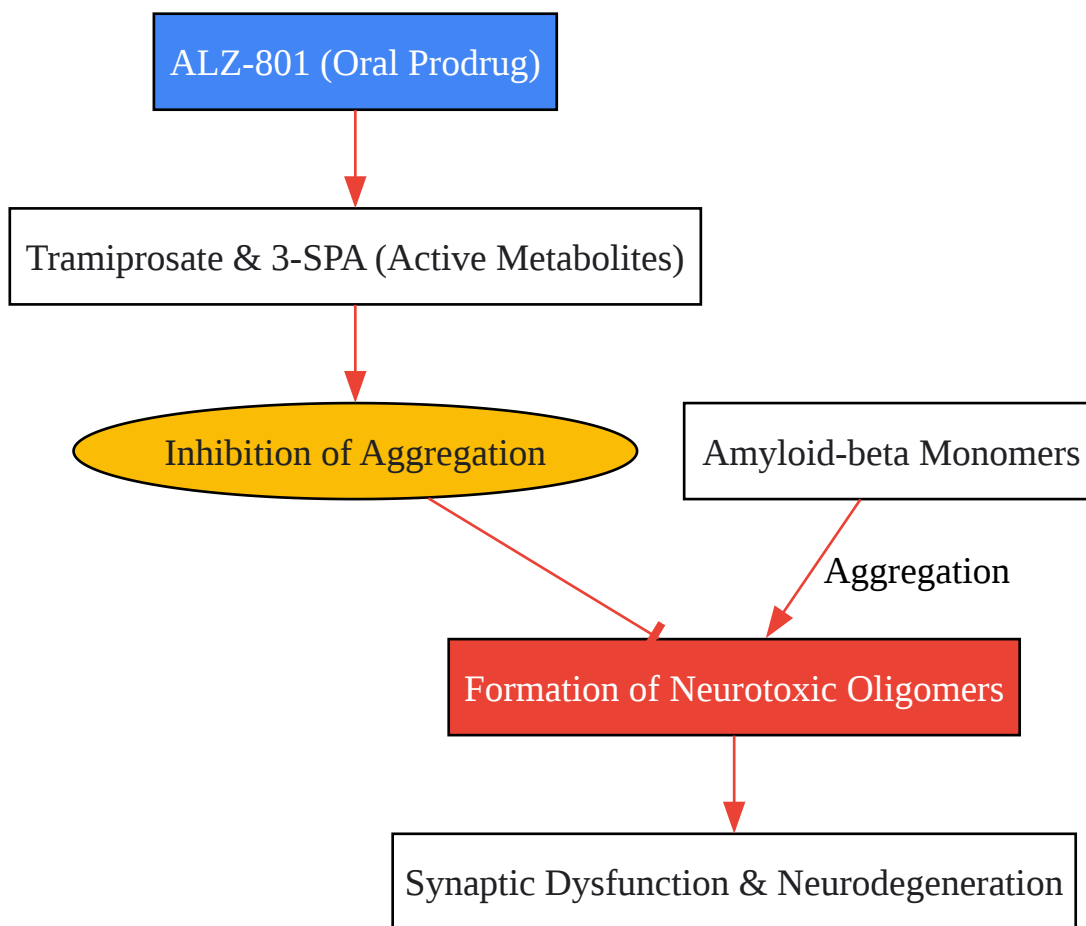 ALZ-801 (Oral Prodrug)
Tramiprosate & 3-SPA (Active Metabolites)
Inhibition of Aggregation
Amyloid-beta Monomers
Aggregation
Formation of Neurotoxic Oligomers
Synaptic Dysfunction & Neurodegeneration